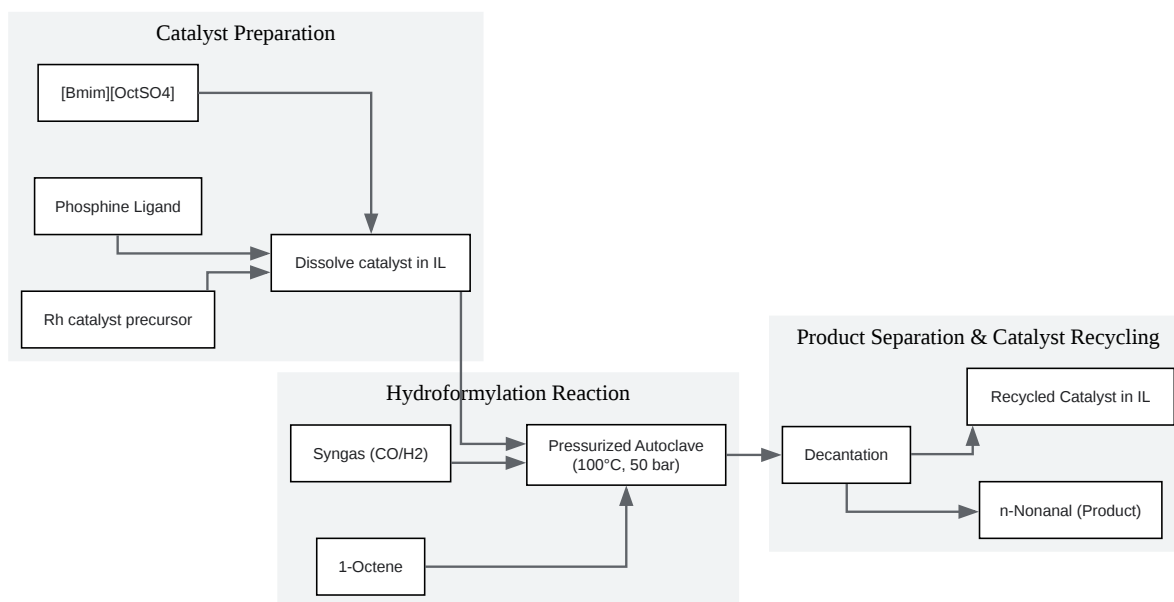 Catalyst Preparation
[Bmim][OctSO4]
Phosphine Ligand
Dissolve catalyst in IL
Rh catalyst precursor
Hydroformylation Reaction
Syngas (CO/H2)
Pressurized Autoclave
(100°C, 50 bar)
1-Octene
Product Separation & Catalyst Recycling
Recycled Catalyst in IL
Decantation
n-Nonanal (Product)